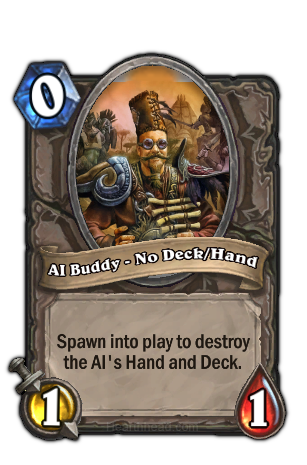 0
AI Buddy - No Deck/Hand
Spawn into play to destroy
the AI's Hand and Deck.
1
1